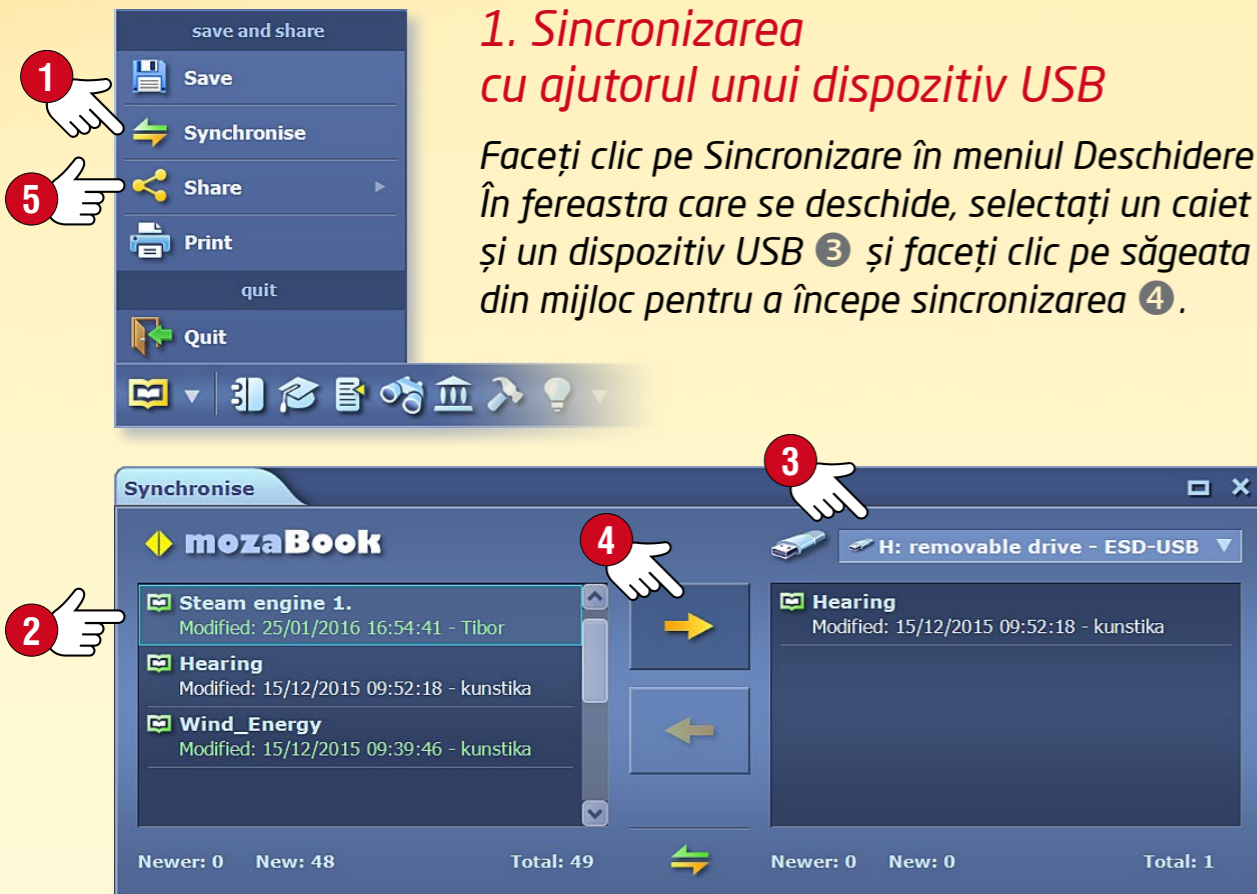 save and share
Save
Synchronise
Share
Print
quit
Quit
1
5
1. Sincronizarea
cu ajutorul unui dispozitiv USB
Faceți clic pe Sincronizare în meniul Deschidere
În fereastra care se deschide, selectați un caiet
și un dispozitiv USB ❸ și faceți clic pe săgeata
din mijloc pentru a începe sincronizarea ❹.
3
Synchronise
mozaBook
4
H: removable drive - ESD-USB
2
Steam engine 1.
Modified: 25/01/2016 16:54:41 - Tibor
Hearing
Modified: 15/12/2015 09:52:18 - kunstika
Wind_Energy
Modified: 15/12/2015 09:39:46 - kunstika
Hearing
Modified: 15/12/2015 09:52:18 - kunstika
Newer: 0 New: 48 Total: 49
Newer: 0 New: 0 Total: 1